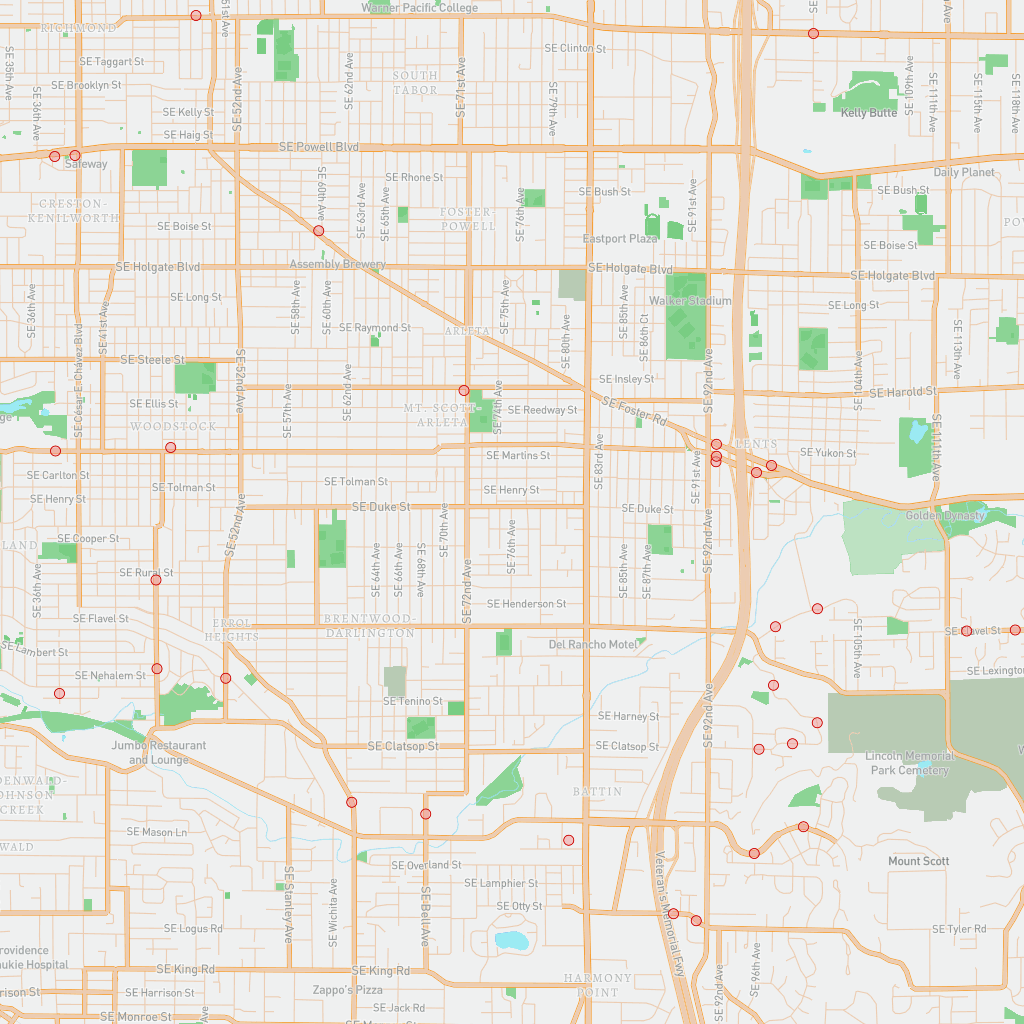 Warner Pacific College
RICHMOND
SE 51st Ave
SE Clinton St
SE 35th Ave
SE Taggart St
SE Brooklyn St
SE 36th Ave
SE 52nd Ave
SE 62nd Ave
SOUTH
TABOR
SE 71st Ave
SE 79th Ave
SE 109th Ave
SE 111th Ave
SE 115th Ave
SE 118th Ave
Kelly Butte
SE Kelly St
SE Haig St
SE Powell Blvd
Safeway
Daily Planet
SE Rhone St
SE 60th Ave
SE 63rd Ave
SE 65th Ave
SE 76th Ave
SE Bush St
SE 91st Ave
SE Bush St
CRESTON-
KENILWORTH
SE Boise St
FOSTER-
POWELL
Eastport Plaza
SE Boise St
SE Holgate Blvd
Assembly Brewery
SE Holgate Blvd
SE Holgate Blvd
SE 36th Ave
SE Long St
SE 58th Ave
SE 60th Ave
SE 75th Ave
SE 85th Ave
SE 86th Ct
Walker Stadium
SE Long St
SE 41st Ave
SE César E. Chávez Blvd
SE Raymond St
ARLETA
SE 80th Ave
SE 113th Ave
SE Steele St
SE 52nd Ave
SE 62nd Ave
SE 57th Ave
SE Insley St
SE 92nd Ave
SE 104th Ave
SE Harold St
SE Ellis St
WOODSTOCK
MT. SCOTT-
ARLETA
SE 74th Ave
SE Reedway St
SE Foster Rd
SE 111th Ave
LENTS
SE Yukon St
SE Martins St
SE 83rd Ave
SE 91st Ave
SE Carlton St
SE Tolman St
SE Tolman St
SE Henry St
SE Henry St
SE Duke St
SE Duke St
Golden Dynasty
SE 52nd Ave
SE 70th Ave
SE 76th Ave
SE 92nd Ave
SE Cooper St
SE 64th Ave
SE 66th Ave
SE 68th Ave
SE 72nd Ave
SE 85th Ave
SE 87th Ave
SE Rural St
SE 36th Ave
SE Henderson St
SE Flavel St
ERROL
HEIGHTS
BRENTWOOD-
DARLINGTON
Del Rancho Motel
SE 105th Ave
SE Flavel St
SE Lambert St
SE Nehalem St
SE Lexington
SE Tenino St
SE Harney St
SE 92nd Ave
Jumbo Restaurant
and Lounge
SE Clatsop St
SE Clatsop St
Lincoln Memorial
Park Cemetery
BATTIN
SE Mason Ln
SE Overland St
Mount Scott
SE Lamphier St
SE Stanley Ave
SE Wichita Ave
SE Bell Ave
SE Otty St
Veteran's Memorial Fwy
SE Logus Rd
SE Tyler Rd
SE King Rd
SE King Rd
HARMONY
POINT
SE 92nd Ave
SE 96th Ave
SE Harrison St
Zappo's Pizza
SE Jack Rd
SE Monroe St